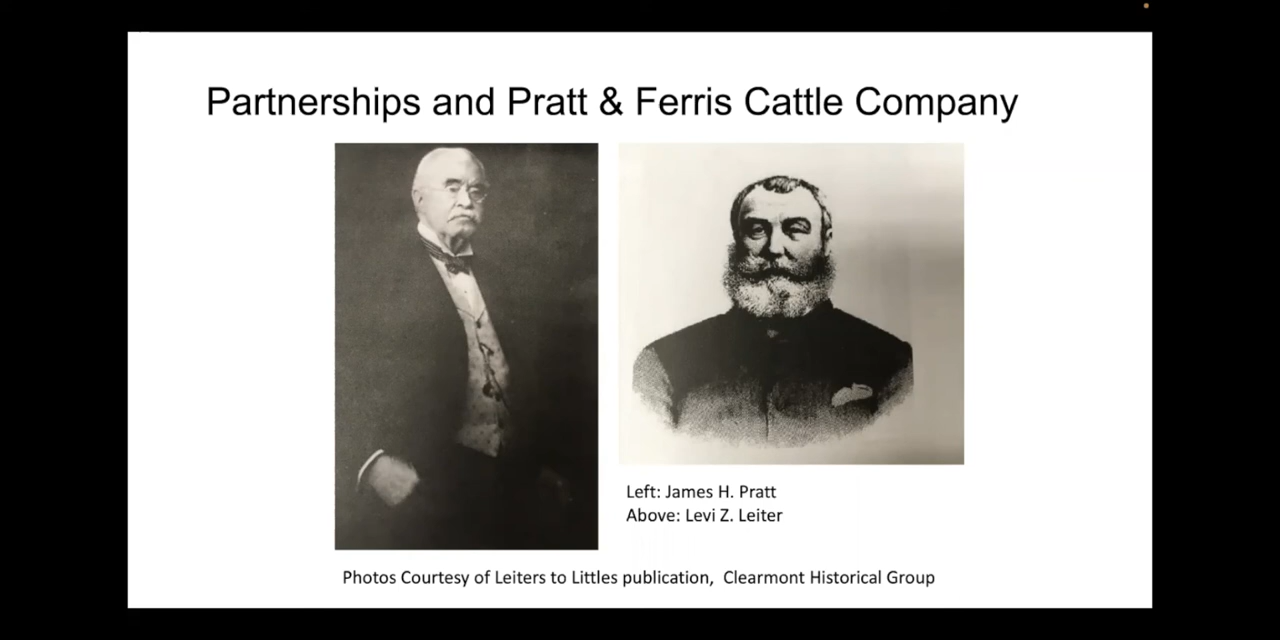 Partnerships and Pratt & Ferris Cattle Company
Left: James H. Pratt
Above: Levi Z. Leiter
Photos Courtesy of Leiters to Littles publication, Clearmont Historical Group